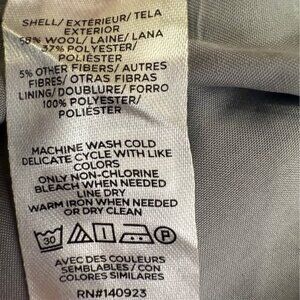 SHELL/ EXTÉRIEUR/ TELA
EXTERIOR
58% WOOL/ LAINE/ LANA
37% POLYESTER/
POLIÉSTER
5% OTHER FIBERS/ AUTRES
FIBRES/ OTRAS FIBRAS
LINING/ DOUBLURE/ FORRO
100% POLYESTER/
POLIÉSTER
MACHINE WASH COLD
DELICATE CYCLE WITH LIKE
COLORS
ONLY NON-CHLORINE
BLEACH WHEN NEEDED
LINE DRY
WARM IRON WHEN NEEDED
OR DRY CLEAN
30 P
AVEC DES COULEURS
SEMBLABLES / CON
COLORES SIMILARES
RN#140923